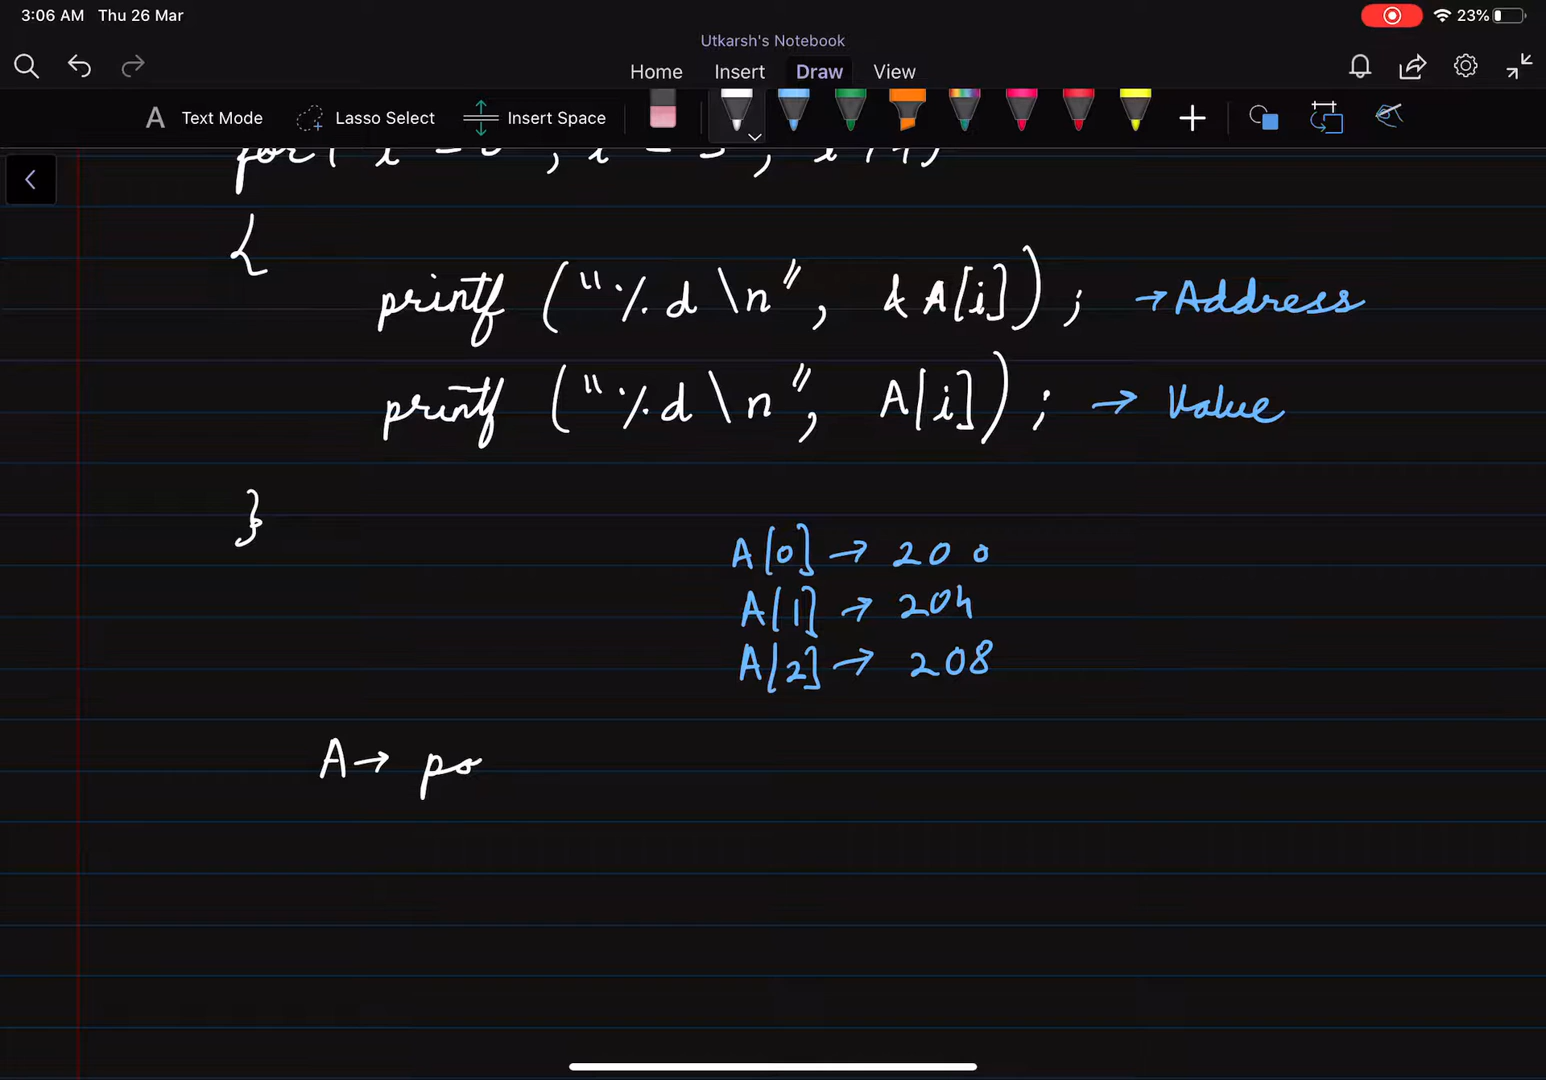 3:06 AM Thu 26 Mar
23%
Utkarsh's Notebook
Home Insert Draw View
A Text Mode Lasso Select Insert Space
{
printf ("%d \n", & A[i]); → Address
printf ("%d \n", A[i]); → Value
}
A[0] → 200
A[1] → 204
A[2] → 208
A → po